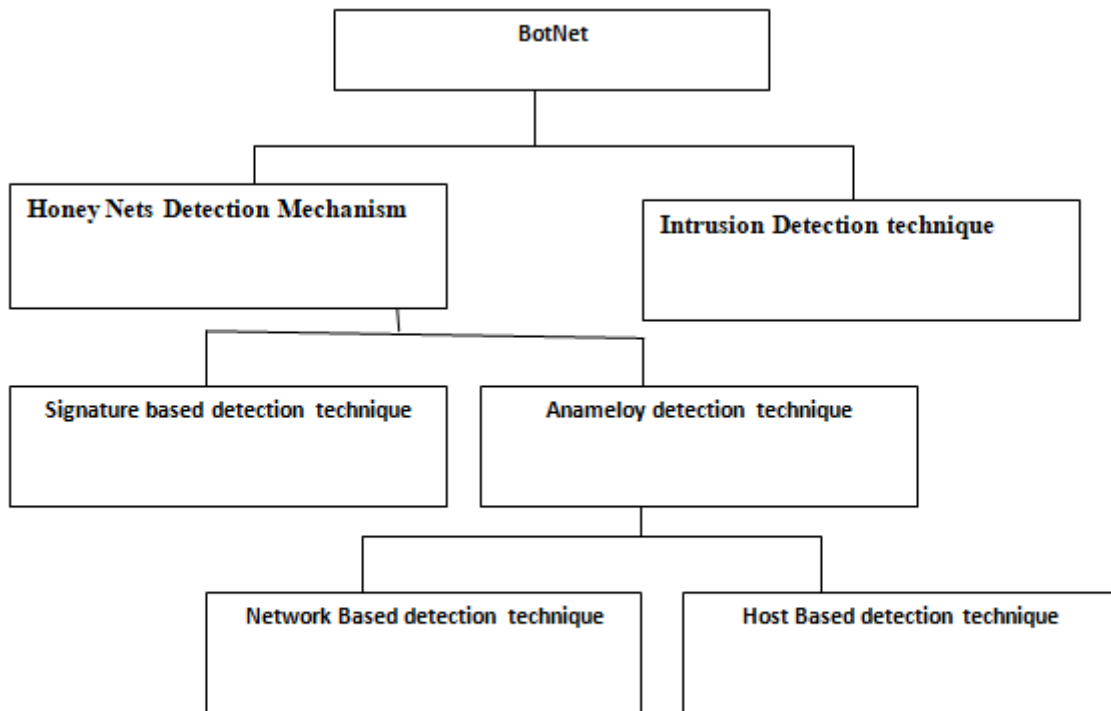 BotNet
Honey Nets Detection Mechanism
Intrusion Detection technique
Signature based detection technique
Anameloy detection technique
Network Based detection technique
Host Based detection technique